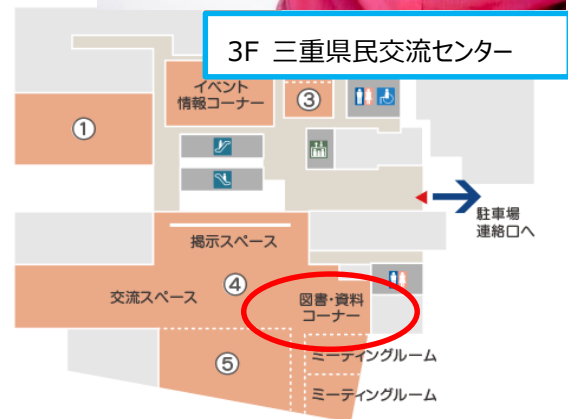 3F 三重県民交流センター
イベント
情報コーナー
③
①
駐車場
連絡口へ
掲示スペース
④
交流スペース
図書・資料
コーナー
⑤
ミーティングルーム
ミーティングルーム